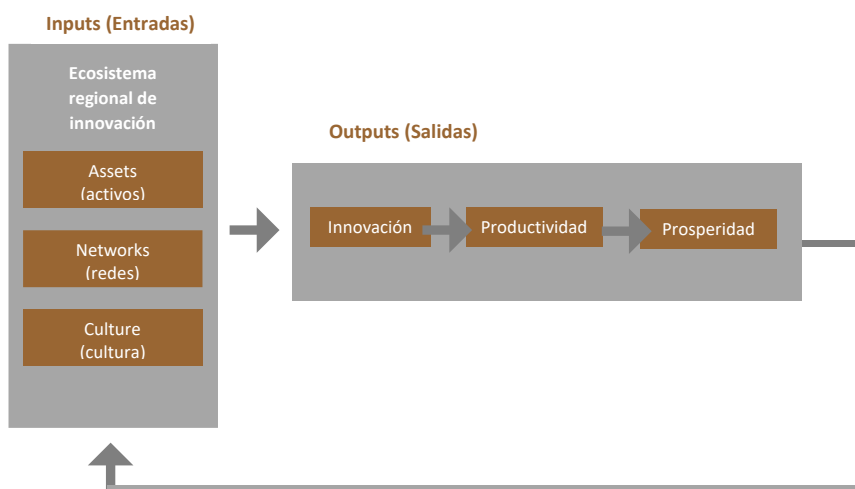 Inputs (Entradas)
Ecosistema
regional de
innovación
Assets
(activos)
Networks
(redes)
Culture
(cultura)
Outputs (Salidas)
Innovación
Productividad
Prosperidad